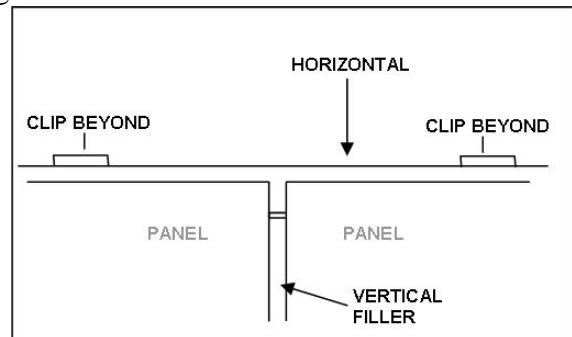 HORIZONTAL
CLIP BEYOND
CLIP BEYOND
PANEL
PANEL
VERTICAL
FILLER